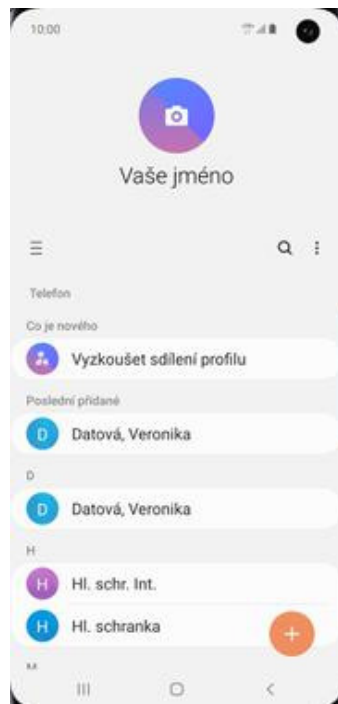 10:00
Vaše jméno
Telefon
Co je nového
Vyzkoušet sdílení profilu
Poslední přidané
D
Datová, Veronika
D
D
Datová, Veronika
H
H
Hl. schr. Int.
H
Hl. schranka
M